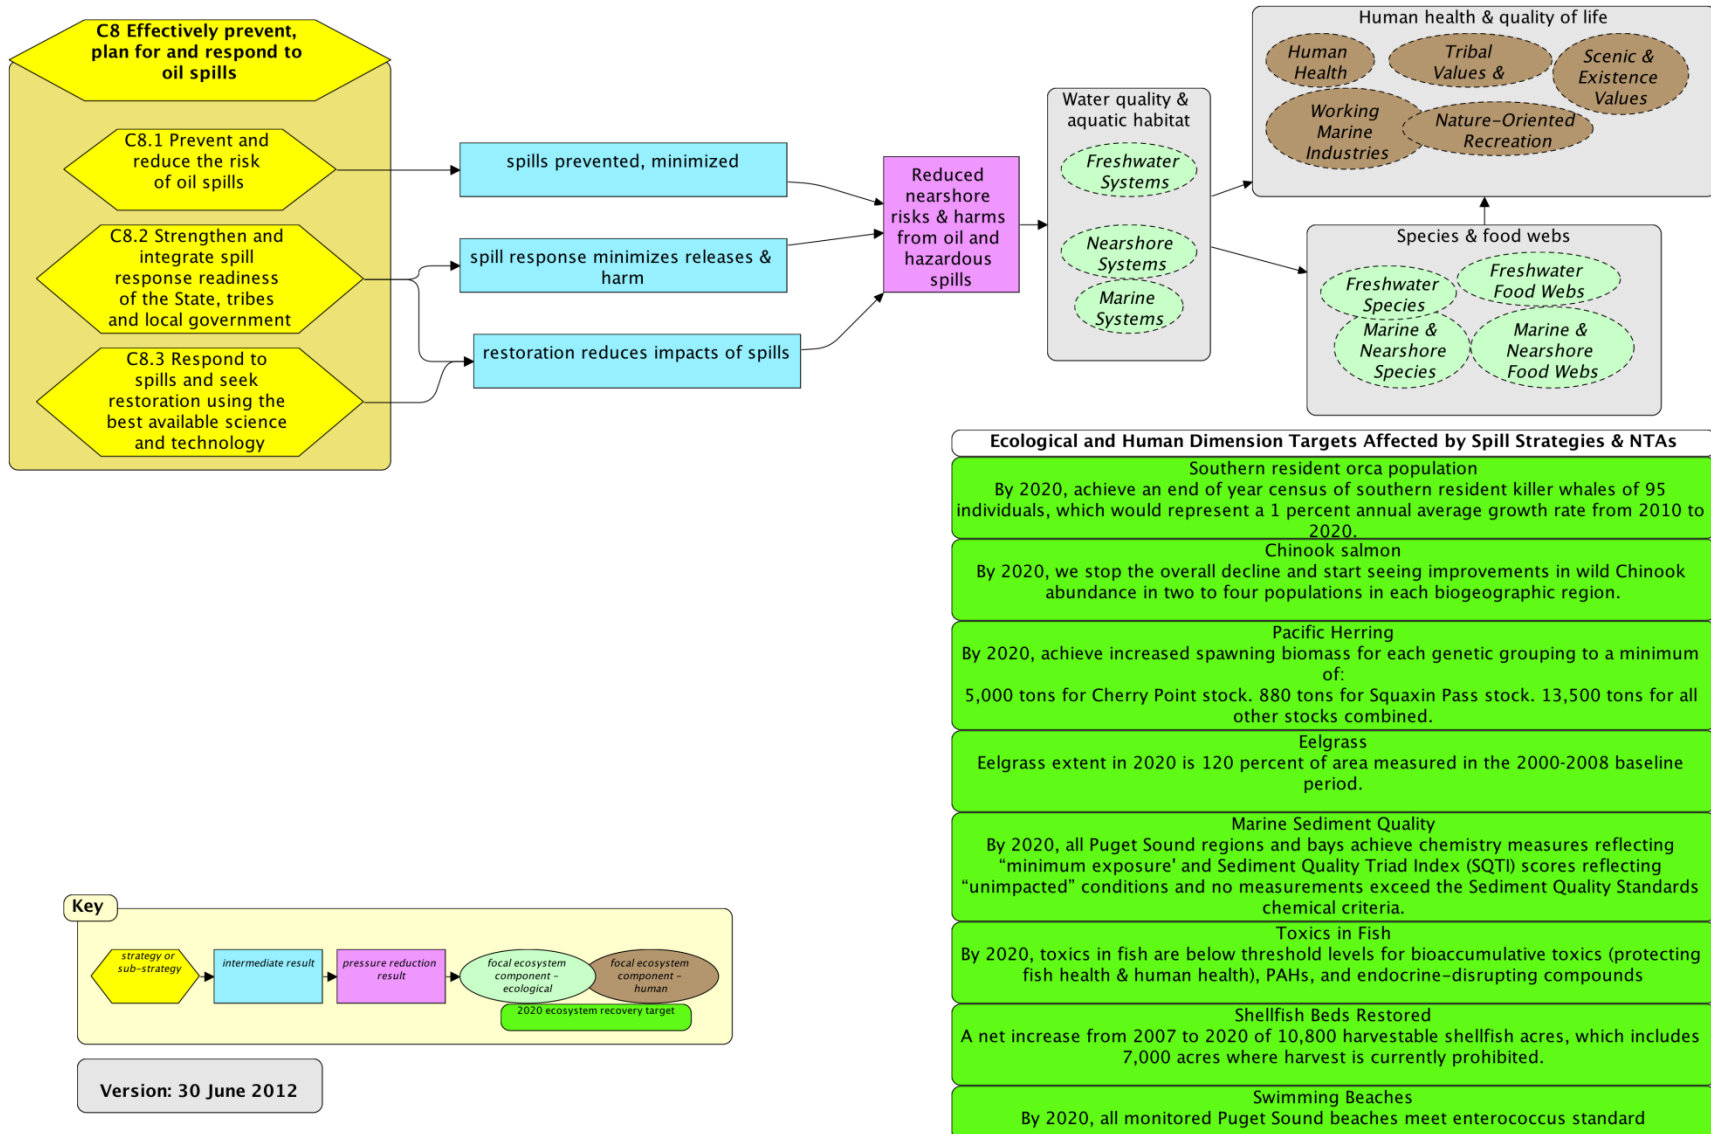 C8 Effectively prevent,
plan for and respond to
oil spills
C8.1 Prevent and
reduce the risk
of oil spills
C8.2 Strengthen and
integrate spill
response readiness
of the State, tribes
and local government
C8.3 Respond to
spills and seek
restoration using the
best available science
and technology
spills prevented, minimized
spill response minimizes releases &
harm
restoration reduces impacts of spills
Reduced
nearshore
risks & harms
from oil and
hazardous
spills
Water quality &
aquatic habitat
Freshwater
Systems
Nearshore
Systems
Marine
Systems
Human health & quality of life
Human
Health
Tribal
Values &
Scenic &
Existence
Values
Working
Marine
Industries
Nature-Oriented
Recreation
Species & food webs
Freshwater
Species
Freshwater
Food Webs
Marine &
Nearshore
Species
Marine &
Nearshore
Food Webs
Ecological and Human Dimension Targets Affected by Spill Strategies & NTAs
Southern resident orca population
By 2020, achieve an end of year census of southern resident killer whales of 95
individuals, which would represent a 1 percent annual average growth rate from 2010 to
2020.
Chinook salmon
By 2020, we stop the overall decline and start seeing improvements in wild Chinook
abundance in two to four populations in each biogeographic region.
Pacific Herring
By 2020, achieve increased spawning biomass for each genetic grouping to a minimum
of:
5,000 tons for Cherry Point stock. 880 tons for Squaxin Pass stock. 13,500 tons for all
other stocks combined.
Eelgrass
Eelgrass extent in 2020 is 120 percent of area measured in the 2000-2008 baseline
period.
Marine Sediment Quality
By 2020, all Puget Sound regions and bays achieve chemistry measures reflecting
“minimum exposure' and Sediment Quality Triad Index (SQTI) scores reflecting
“unimpacted” conditions and no measurements exceed the Sediment Quality Standards
chemical criteria.
Toxics in Fish
By 2020, toxics in fish are below threshold levels for bioaccumulative toxics (protecting
fish health & human health), PAHs, and endocrine-disrupting compounds
Shellfish Beds Restored
A net increase from 2007 to 2020 of 10,800 harvestable shellfish acres, which includes
7,000 acres where harvest is currently prohibited.
Swimming Beaches
By 2020, all monitored Puget Sound beaches meet enterococcus standard
Key
strategy or
sub-strategy
intermediate result
pressure reduction
result
focal ecosystem
component -
ecological
focal ecosystem
component -
human
2020 ecosystem recovery target
Version: 30 June 2012